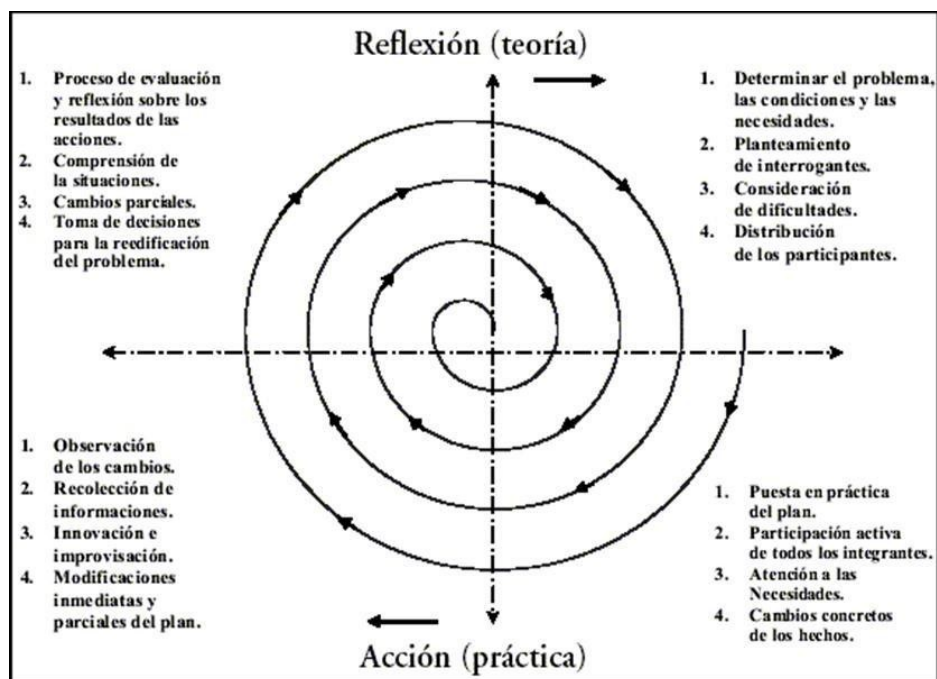 Reflexión (teoría)
1. Proceso de evaluación
y reflexión sobre los
resultados de las
acciones.
2. Comprensión de
la situaciones.
3. Cambios parciales.
4. Toma de decisiones
para la reedificación
del problema.
1. Determinar el problema,
las condiciones y las
necesidades.
2. Planteamiento
de interrogantes.
3. Consideración
de dificultades.
4. Distribución
de los participantes.
1. Observación
de los cambios.
2. Recolección de
informaciones.
3. Innovación e
improvisación.
4. Modificaciones
inmediatas y
parciales del plan.
1. Puesta en práctica
del plan.
2. Participación activa
de todos los integrantes.
3. Atención a las
Necesidades.
4. Cambios concretos
de los hechos.
Acción (práctica)